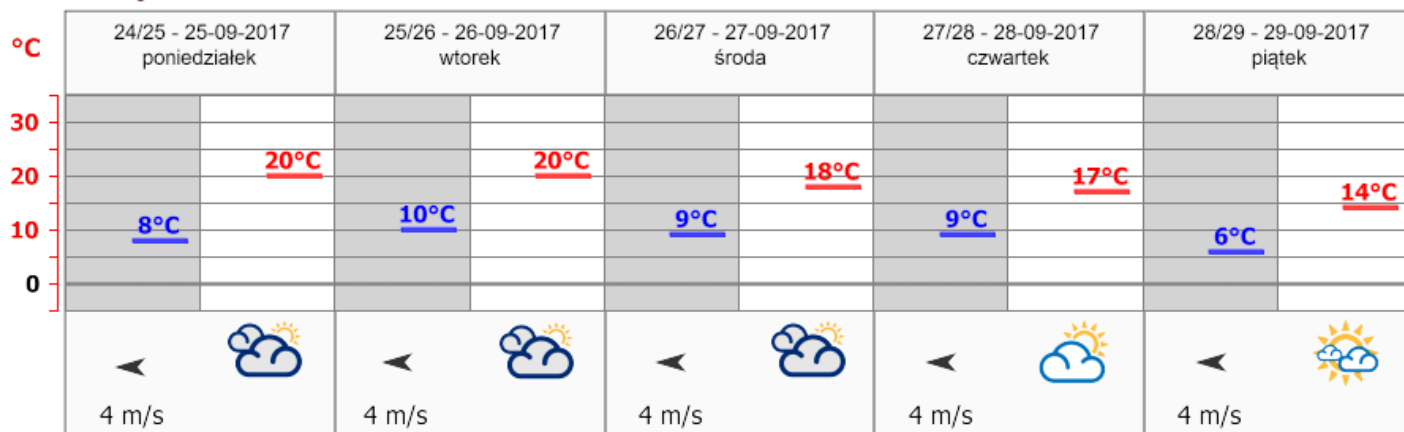 °C
24/25 - 25-09-2017
poniedziałek
25/26 - 26-09-2017
wtorek
26/27 - 27-09-2017
środa
27/28 - 28-09-2017
czwartek
28/29 - 29-09-2017
piątek
30
20
10
0
8°C
20°C
10°C
20°C
9°C
18°C
9°C
17°C
6°C
14°C
4 m/s
4 m/s
4 m/s
4 m/s
4 m/s